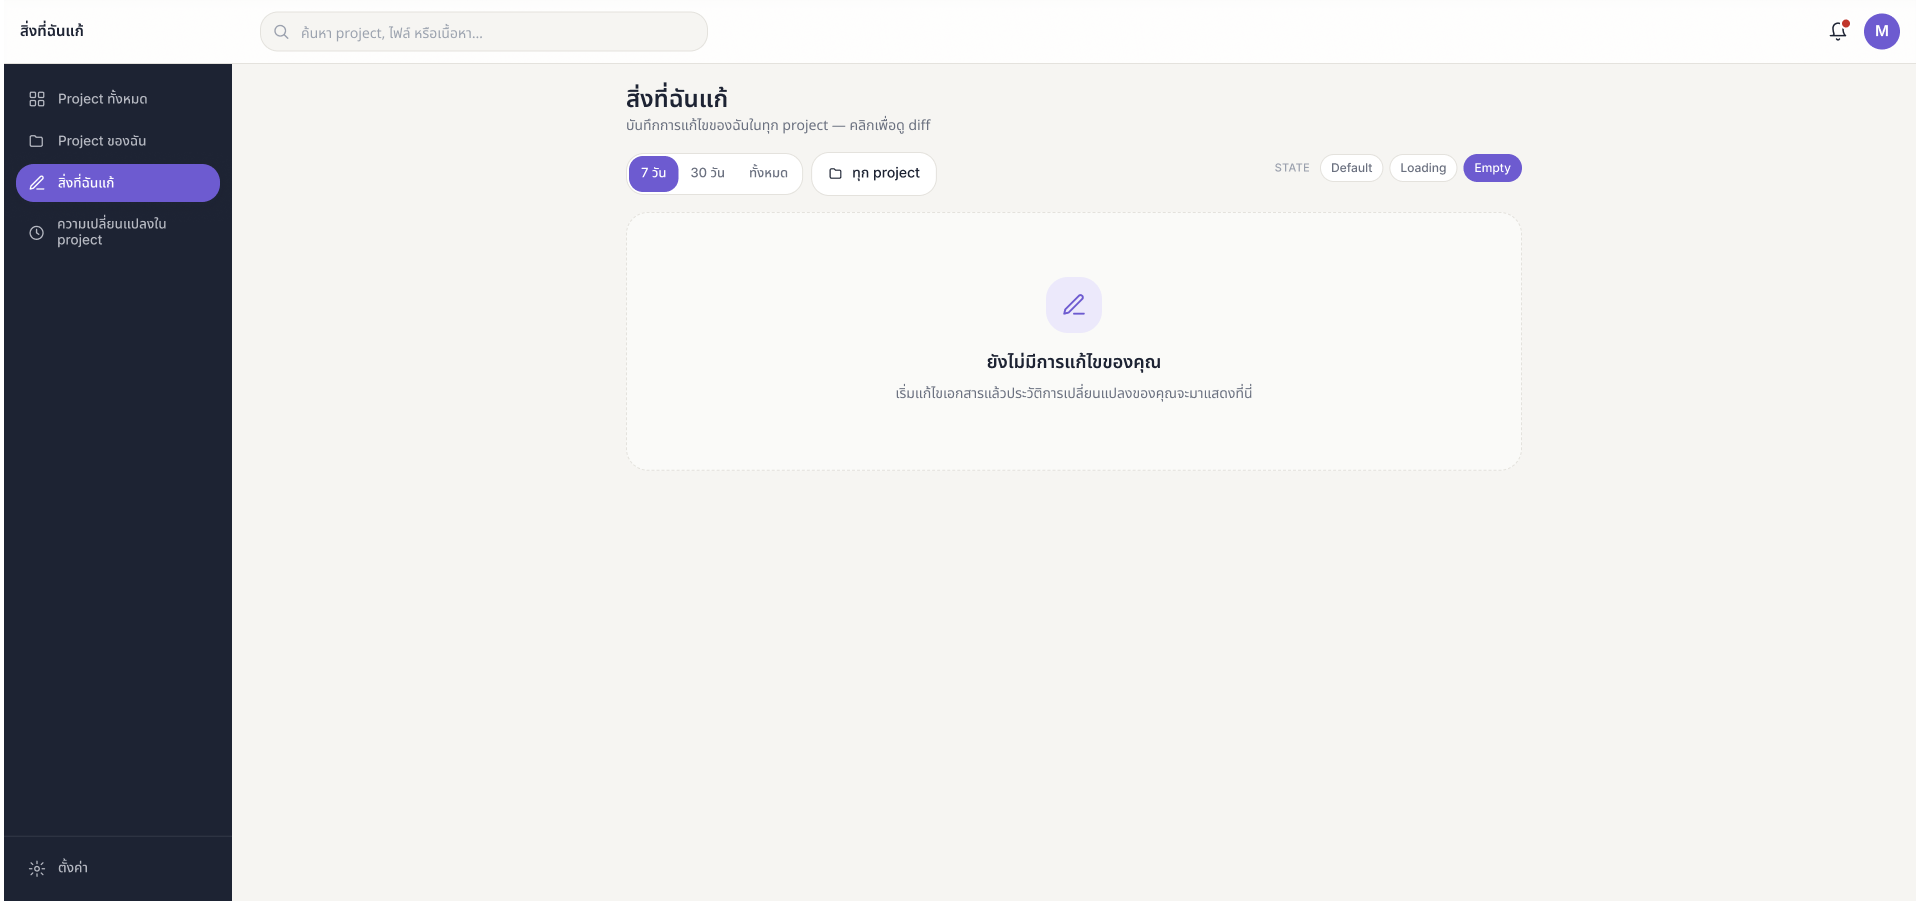 สิ่งที่ฉันแก้
ค้นหา project, ไฟล์ หรือเนื้อหา...
M
Project ทั้งหมด
Project ของฉัน
สิ่งที่ฉันแก้
ความเปลี่ยนแปลงใน
project
ตั้งค่า
สิ่งที่ฉันแก้
บันทึกการแก้ไขของฉันในทุก project — คลิกเพื่อดู diff
7 วัน 30 วัน ทั้งหมด ทุก project STATE Default Loading Empty
ยังไม่มีการแก้ไขของคุณ
เริ่มแก้ไขเอกสารแล้วประวัติการเปลี่ยนแปลงของคุณจะมาแสดงที่นี่